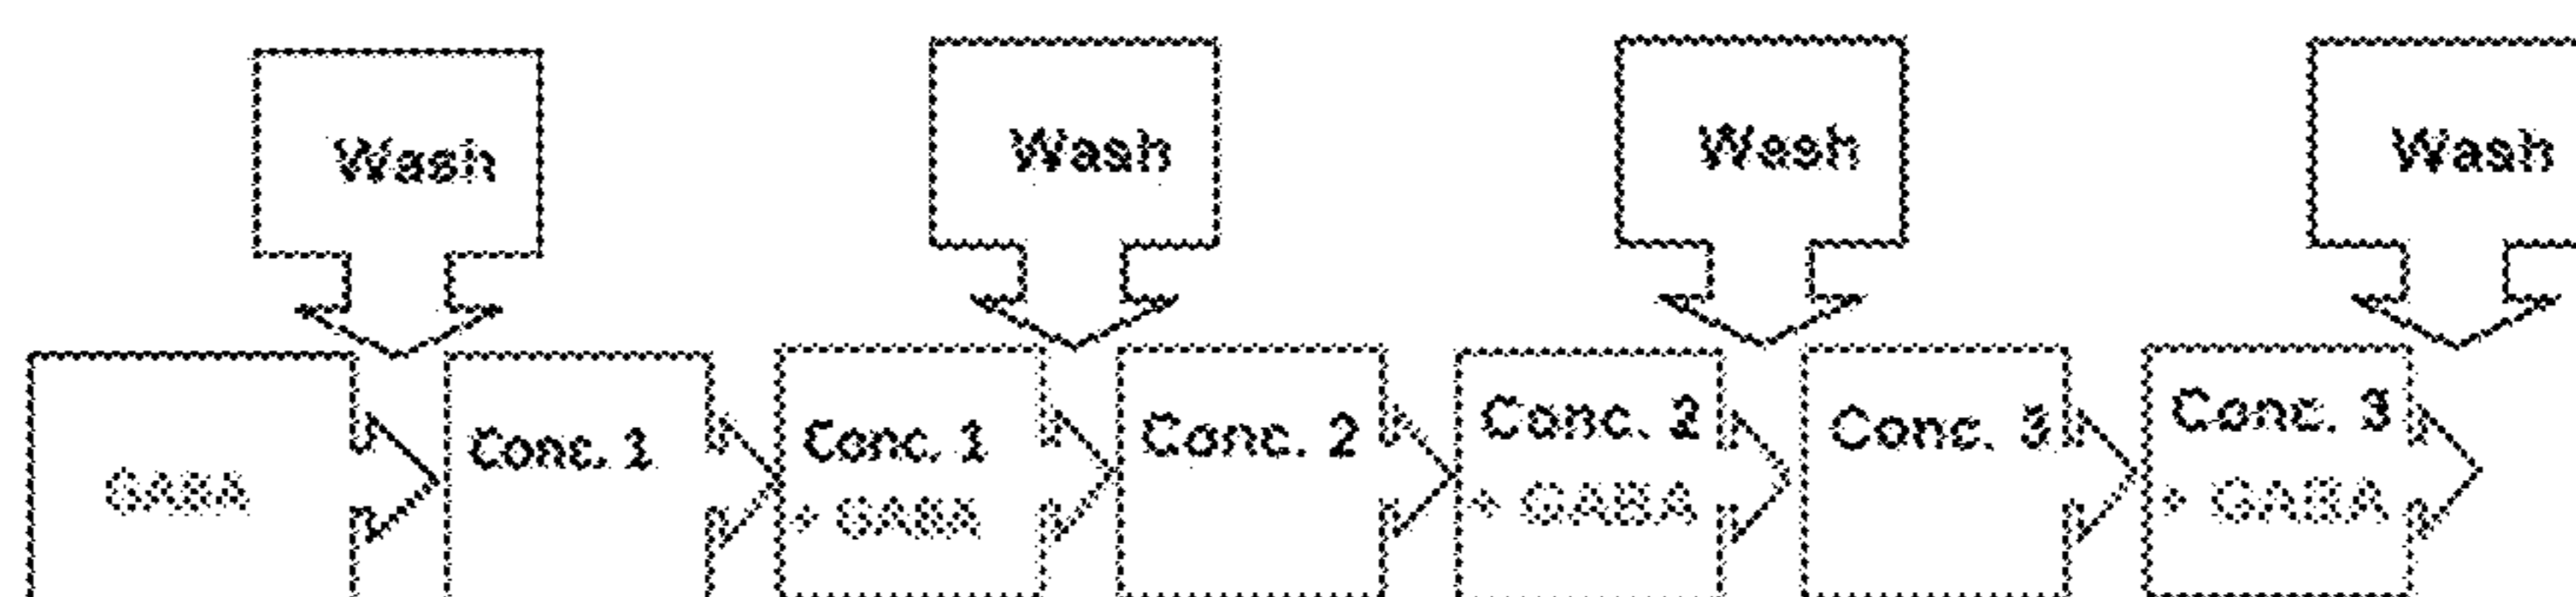 Wash
Wash
Wash
Wash
GABA
Conc. 1
Conc. 1
+ GABA
Conc. 2
Conc. 2
+ GABA
Conc. 3
Conc. 3
+ GABA